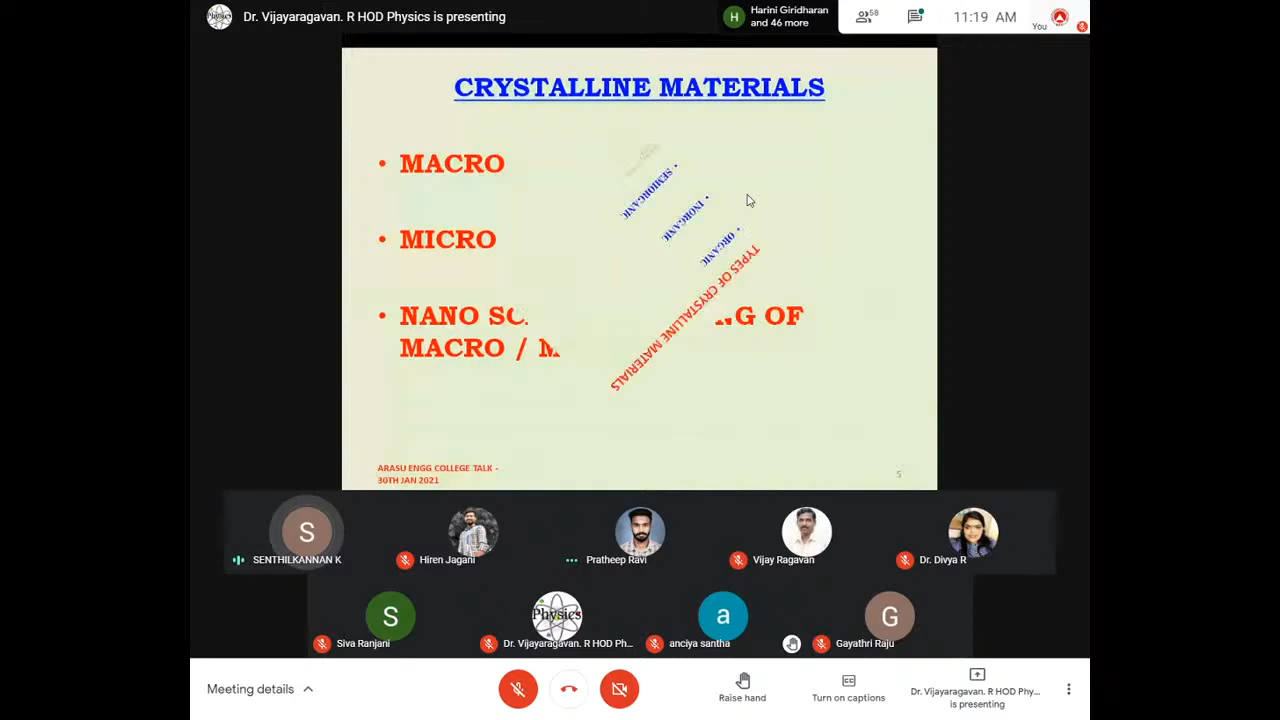 Dr. Vijayaragavan. R HOD Physics is presenting
H
Harini Giridharan
and 46 more
58
11:19 AM
You
CRYSTALLINE MATERIALS
• MACRO
• MICRO
• NANO SC
NG OF
MACRO / M
• SEMIORGANIC
• INORGANIC
• ORGANIC
TYPES OF CRYSTALLINE MATERIALS
ARASU ENGG COLLEGE TALK -
30TH JAN 2021
5
S
SENTHILKANNAN K
Hiren Jagani
Pratheep Ravi
Vijay Ragavan
Dr. Divya R
S
Physics
a
G
Siva Ranjani
Dr. Vijayaragavan. R HOD Ph...
anciya santha
Gayathri Raju
Meeting details
Raise hand
Turn on captions
Dr. Vijayaragavan. R HOD Phy...
is presenting